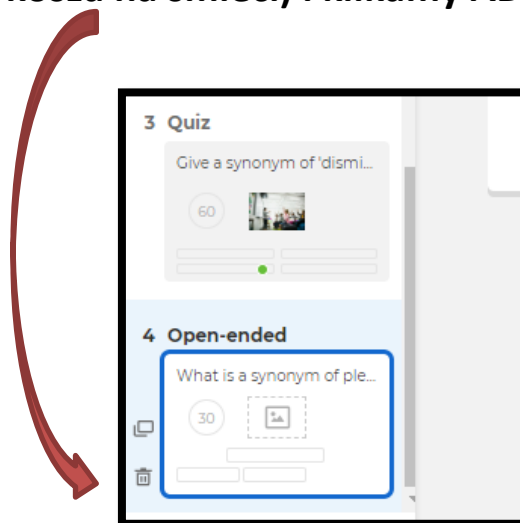 3 Quiz
Give a synonym of 'dismi...
60
4 Open-ended
What is a synonym of ple...
30